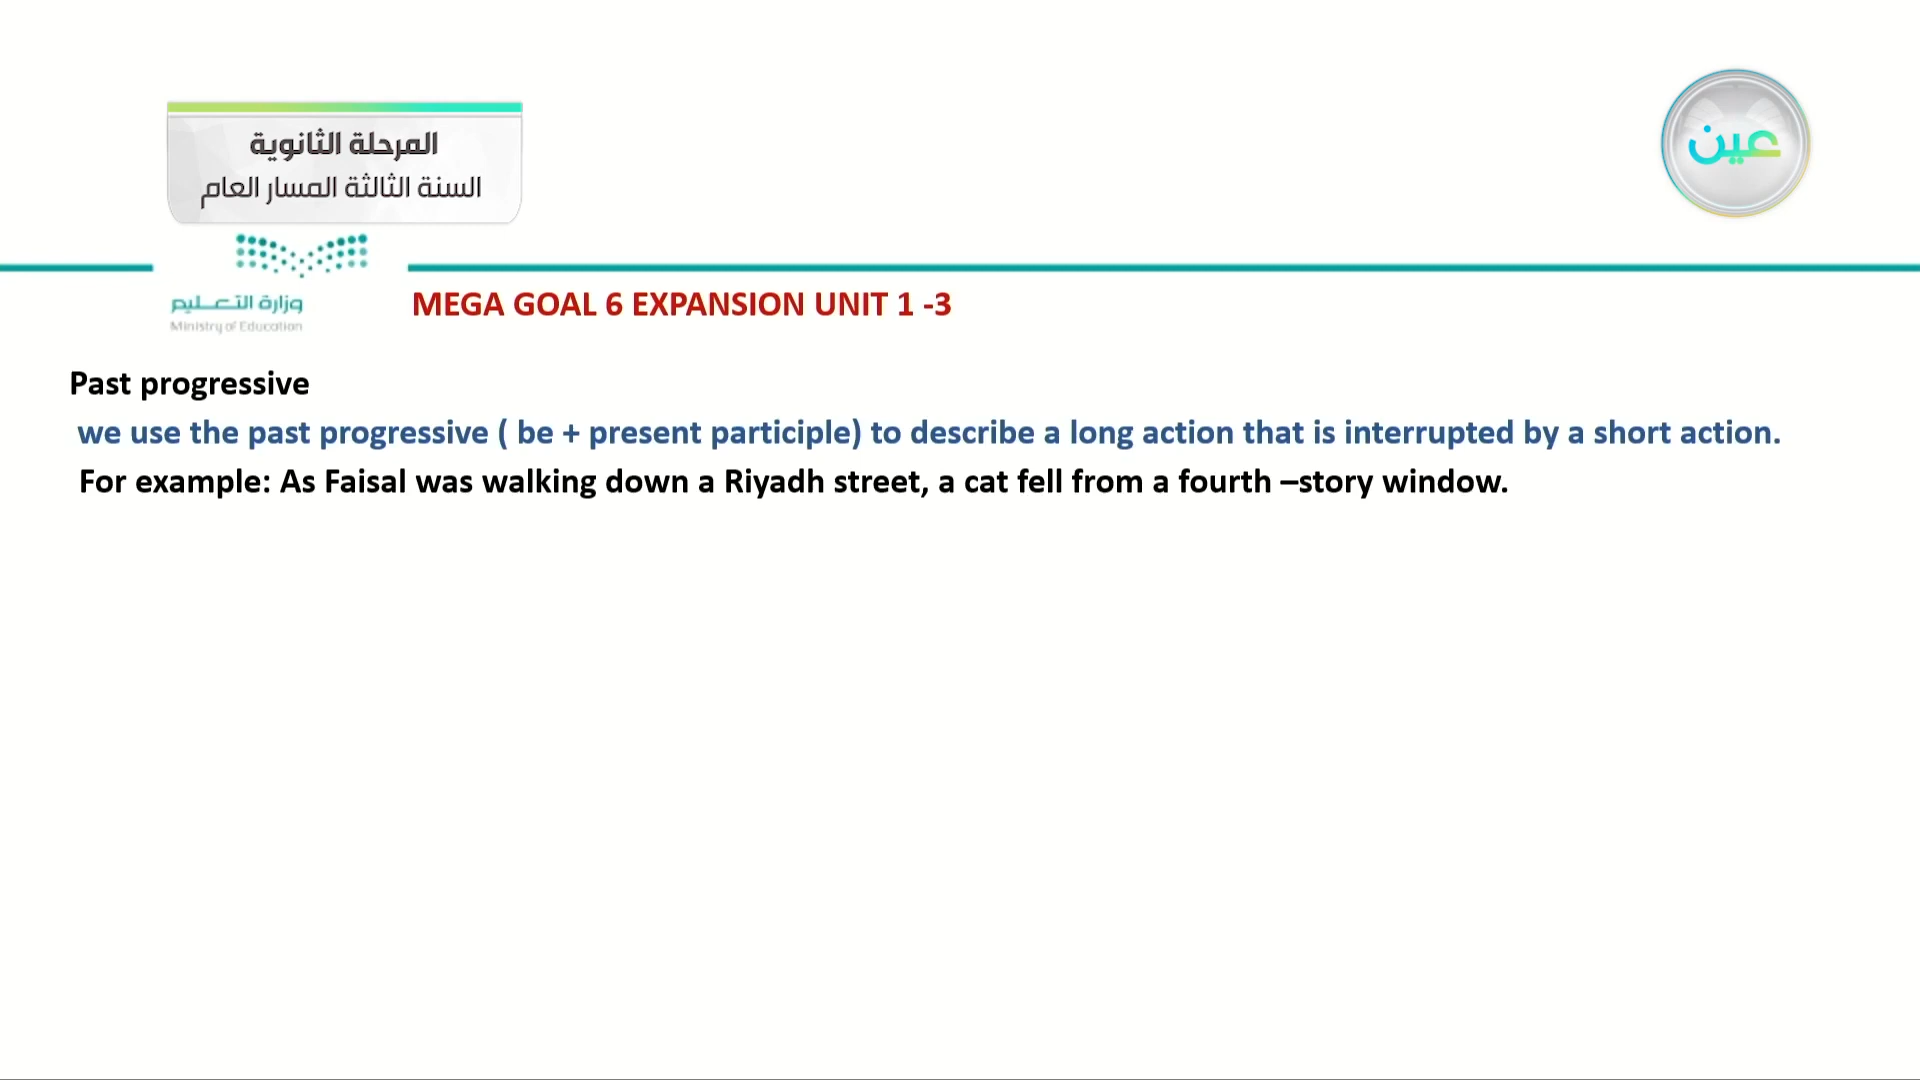 المرحلة الثانوية
السنة الثالثة المسار العام
عين
وزارة التعليم
Ministry of Education
MEGA GOAL 6 EXPANSION UNIT 1 -3
Past progressive
we use the past progressive ( be + present participle) to describe a long action that is interrupted by a short action.
For example: As Faisal was walking down a Riyadh street, a cat fell from a fourth –story window.